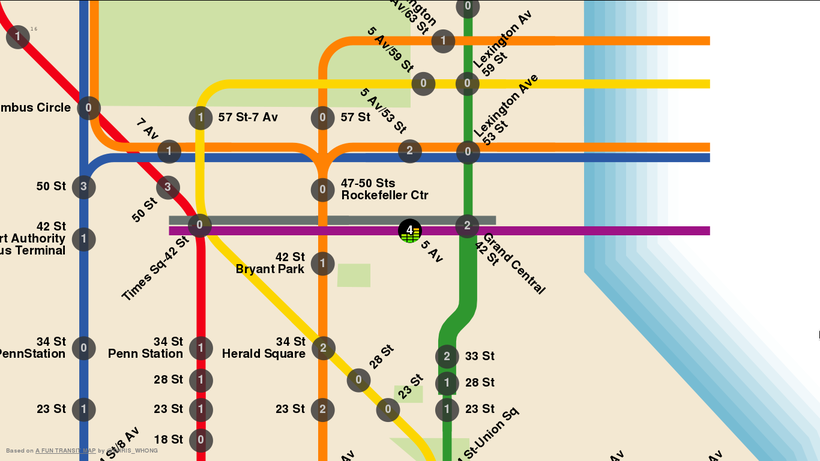 0
ngton
Av/63 St
1
16
1
Lexington Av
59 St
5 Av/59 St
0
0
mbus Circle
0
1
57 St-7 Av
0
57 St
5 Av/53 St
Lexington Ave
53 St
7 Av
1
2
0
50 St
3
3
50 St
0
47-50 Sts
Rockefeller Ctr
42 St
rt Authority
us Terminal
1
0
Times Sq-42 St
4
5 Av
2
Grand Central
42 St
42 St
Bryant Park
1
34 St
PennStation
0
34 St
Penn Station
1
34 St
Herald Square
2
2
33 St
28 St
1
0
28 St
1
28 St
23 St
1
23 St
1
23 St
2
0
23 St
1
23 St
18 St
0
St/8 Av
St-Union Sq
Av
Av
Av
Based on A FUN TRANSIT MAP by @CHRIS_WHONG